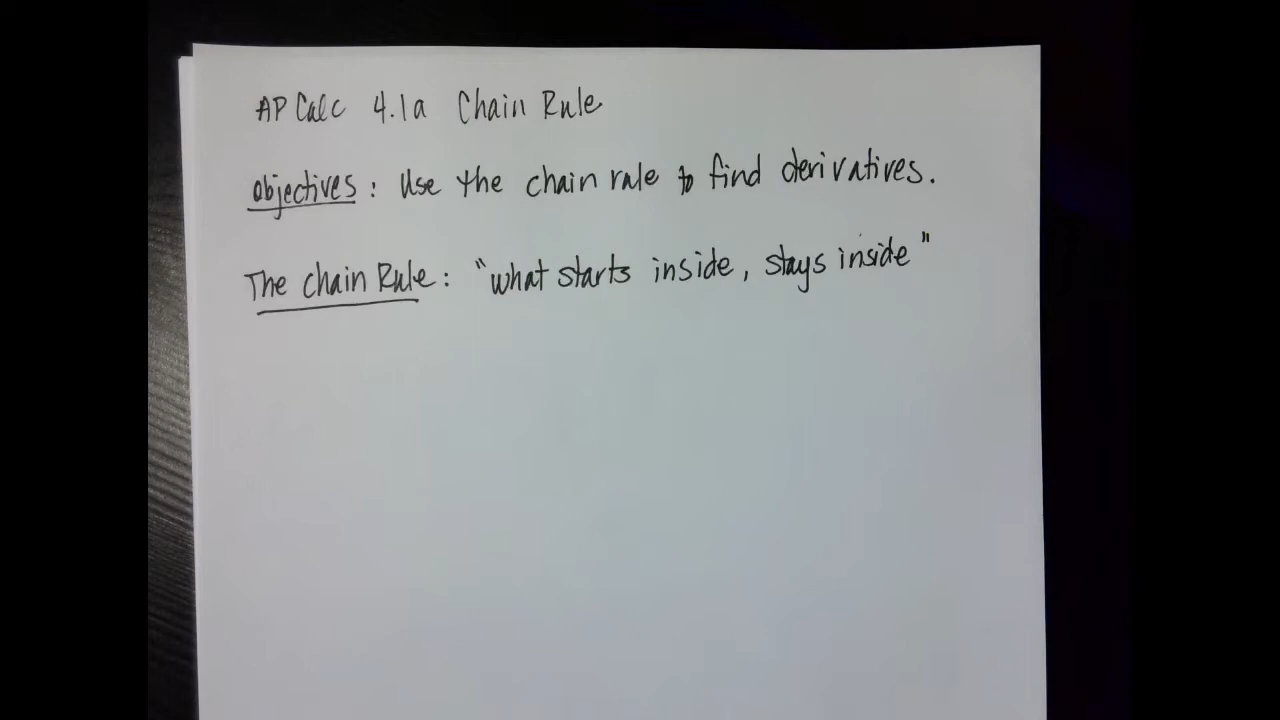 AP Calc 4.1a Chain Rule
Objectives: Use the chain rule to find derivatives.
The Chain Rule: "what starts inside, stays inside"